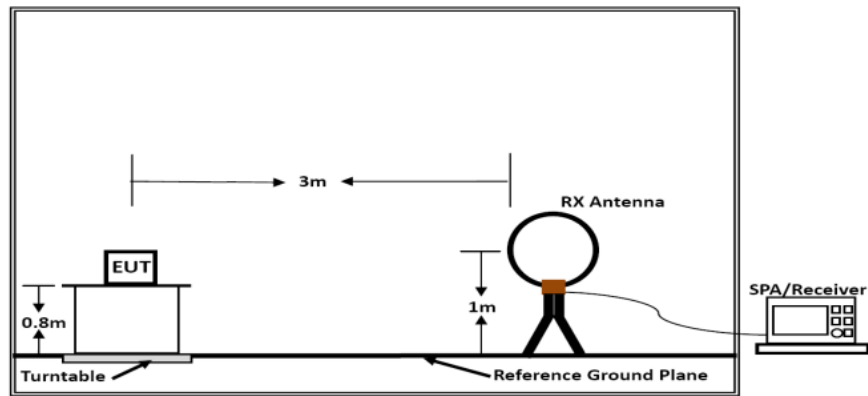 3m
RX Antenna
EUT
SPA/Receiver
0.8m
1m
Turntable
Reference Ground Plane